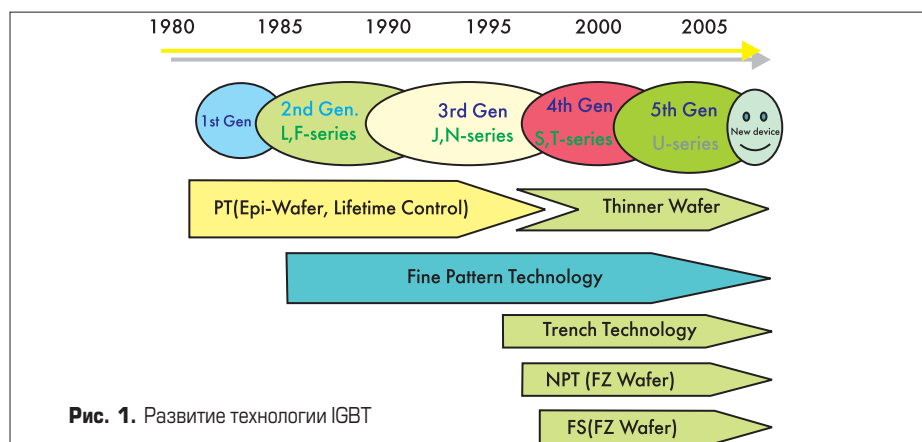 1980 1985 1990 1995 2000 2005
1st Gen
2nd Gen.
L,F-series
3rd Gen
J,N-series
4th Gen
S,T-series
5th Gen
U-series
New device
PT(Epi-Wafer, Lifetime Control)
Thinner Wafer
Fine Pattern Technology
Trench Technology
NPT (FZ Wafer)
FS(FZ Wafer)
Рис. 1. Развитие технологии IGBT